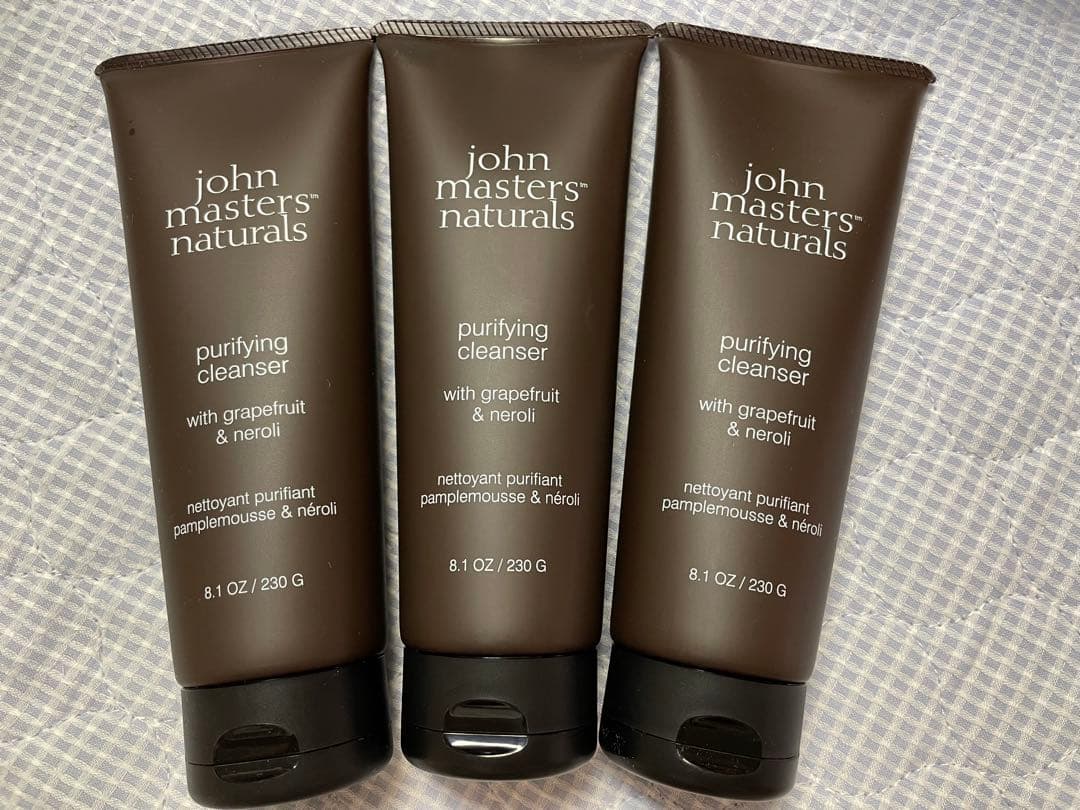 john
masters™
naturals
purifying
cleanser
with grapefruit
& neroli
nettoyant purifiant
pamplemousse & néroli
8.1 OZ / 230 G
john
masters™
naturals
purifying
cleanser
with grapefruit
& neroli
nettoyant purifiant
pamplemousse & néroli
8.1 OZ / 230 G
john
masters™
naturals
purifying
cleanser
with grapefruit
& neroli
nettoyant purifiant
pamplemousse & néroli
8.1 OZ / 230 G